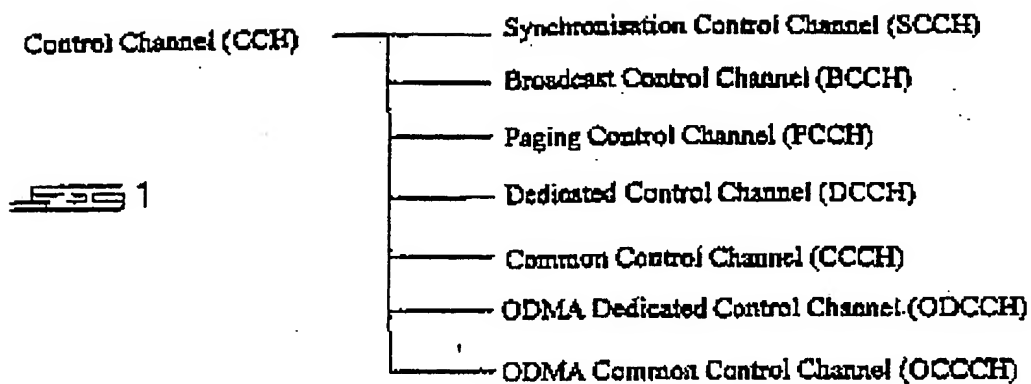 Control Channel (CCH)
Synchronisation Control Channel (SCCH)
Broadcast Control Channel (BCCH)
Paging Control Channel (PCCH)
Dedicated Control Channel (DCCH)
Common Control Channel (CCCH)
ODMA Dedicated Control Channel (ODCCH)
ODMA Common Control Channel (OCCCH)
1